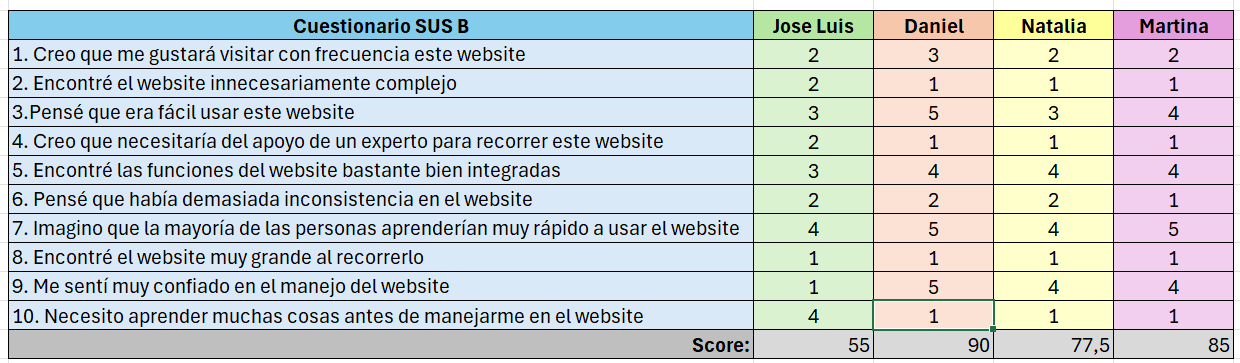 Cuestionario SUS B Jose Luis Daniel Natalia Martina
1. Creo que me gustará visitar con frecuencia este website 2 3 2 2
2. Encontré el website innecesariamente complejo 2 1 1 1
3.Pensé que era fácil usar este website 3 5 3 4
4. Creo que necesitaría del apoyo de un experto para recorrer este website 2 1 1 1
5. Encontré las funciones del website bastante bien integradas 3 4 4 4
6. Pensé que había demasiada inconsistencia en el website 2 2 2 1
7. Imagino que la mayoría de las personas aprenderían muy rápido a usar el website 4 5 4 5
8. Encontré el website muy grande al recorrerlo 1 1 1 1
9. Me sentí muy confiado en el manejo del website 1 5 4 4
10. Necesito aprender muchas cosas antes de manejarme en el website 4 1 1 1
Score: 55 90 77,5 85